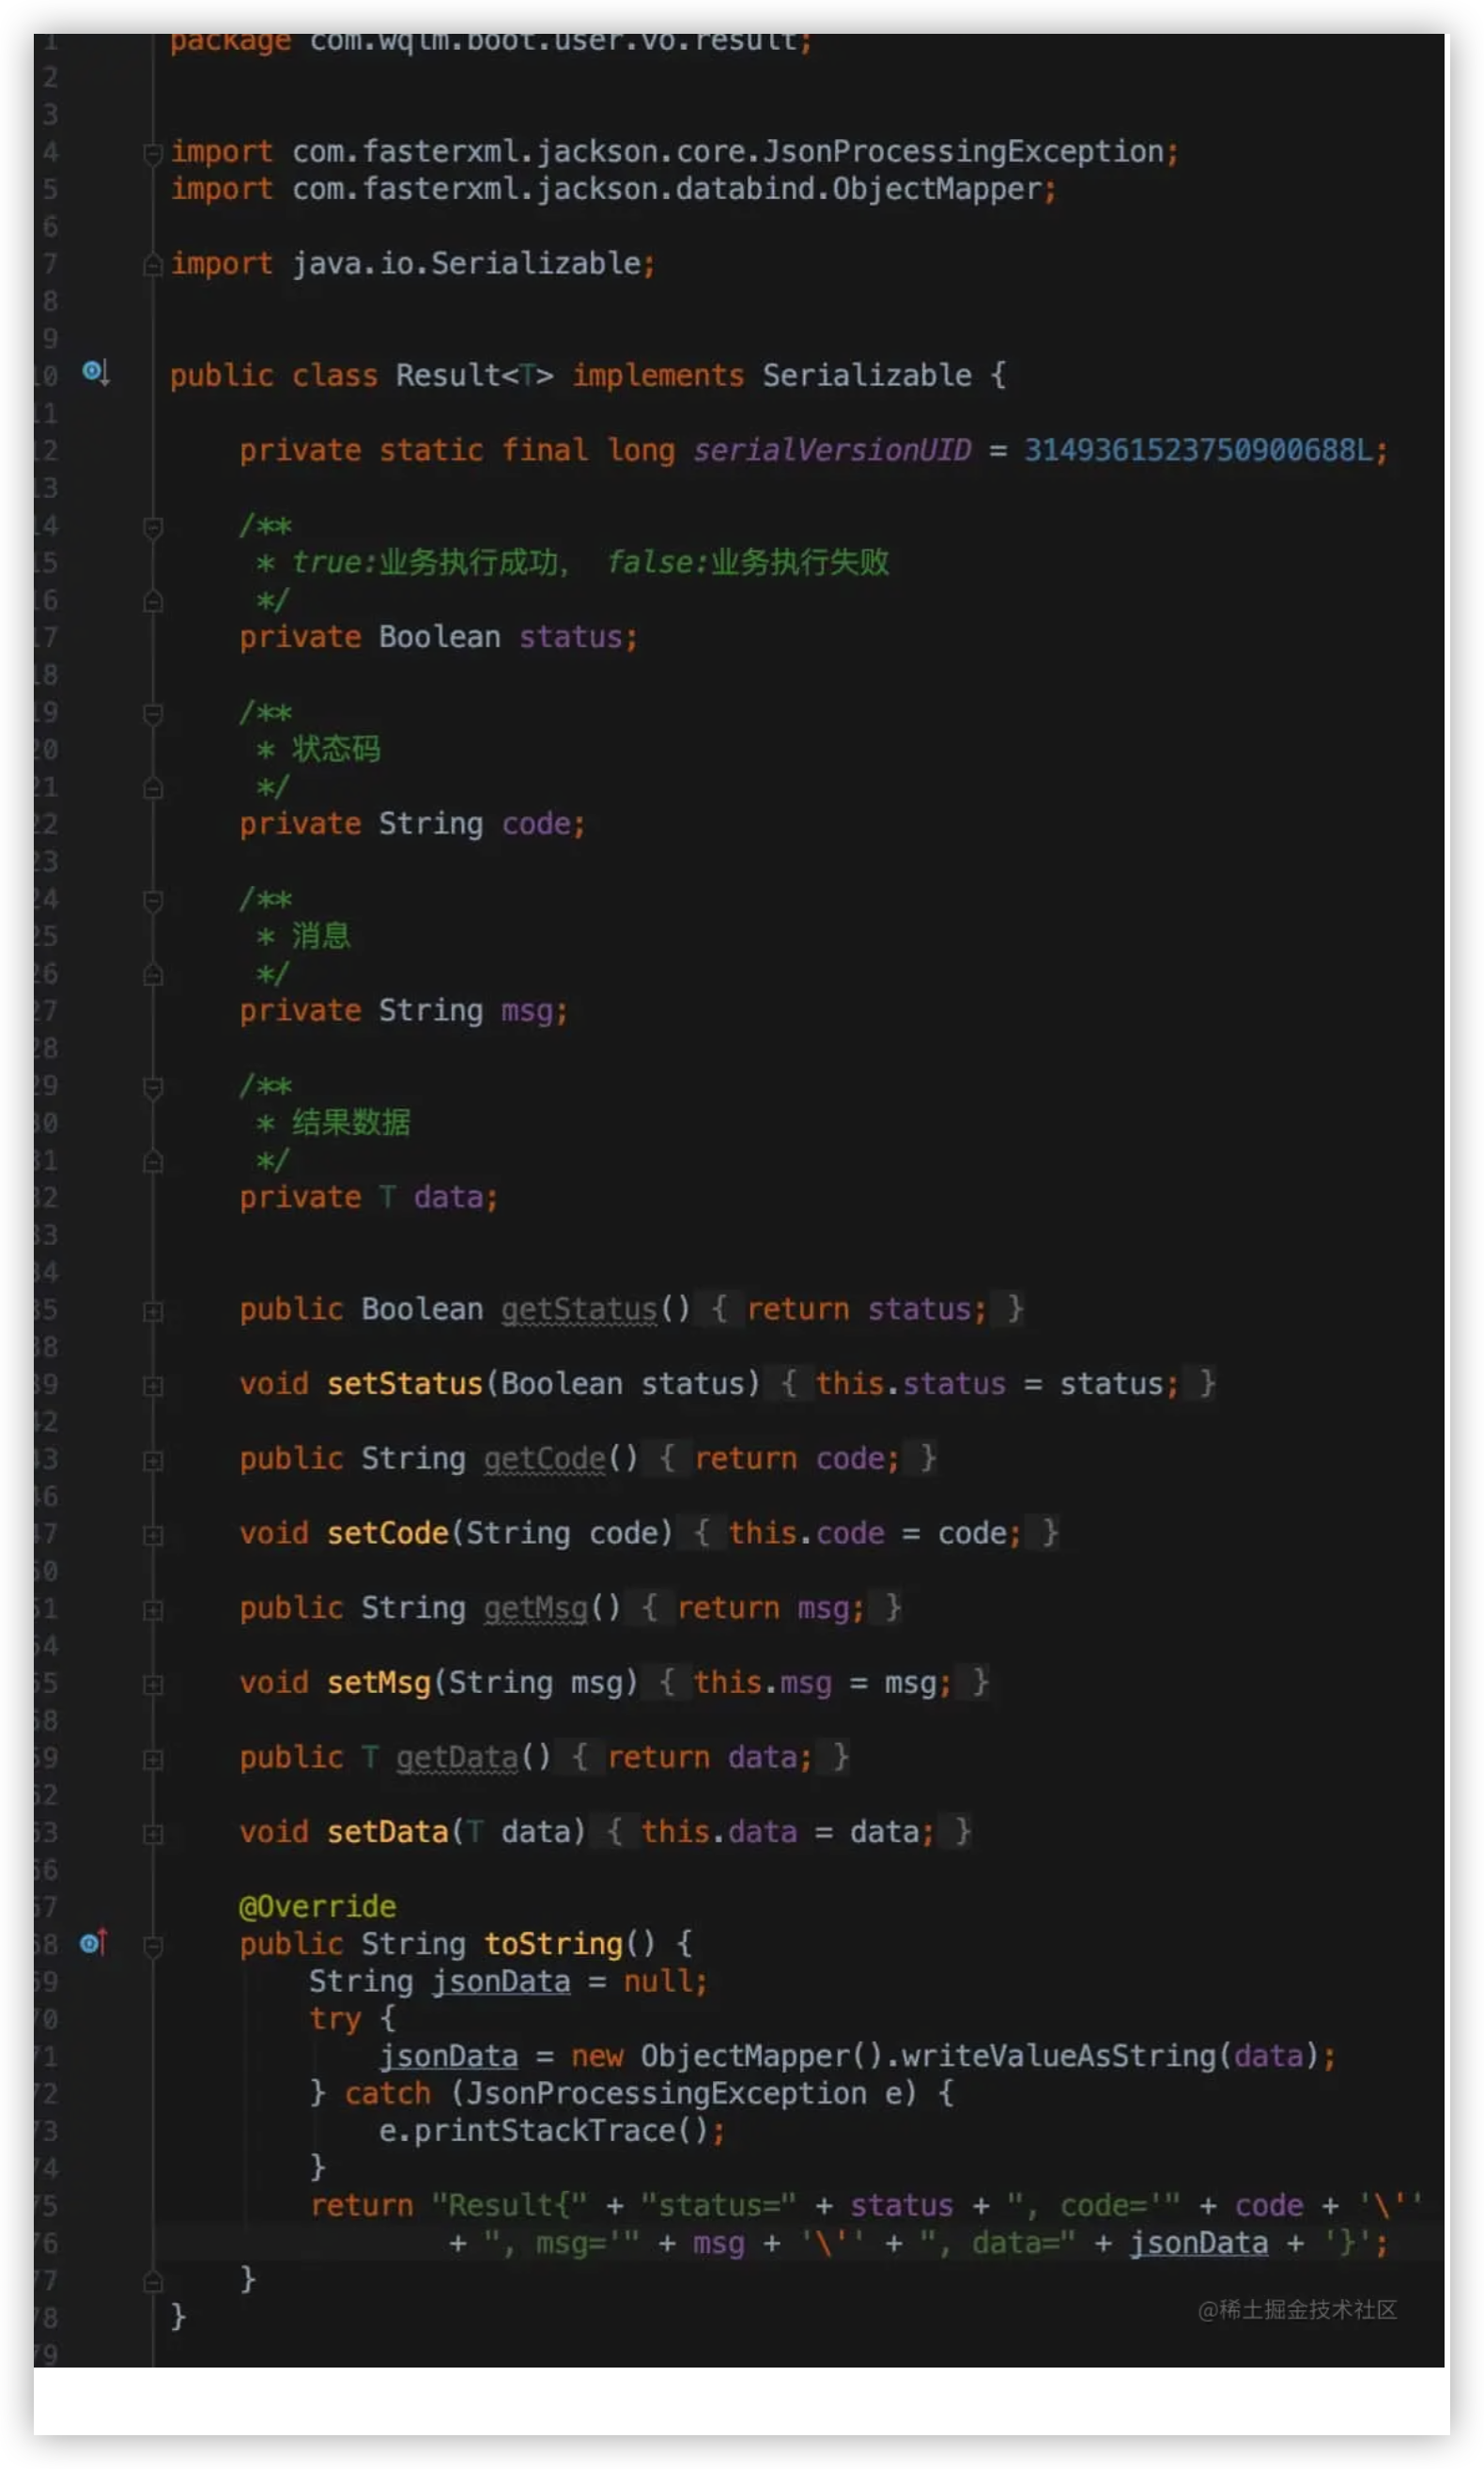 1 package com.wqlm.boot.user.vo.result;
2
3
4 import com.fasterxml.jackson.core.JsonProcessingException;
5 import com.fasterxml.jackson.databind.ObjectMapper;
6
7 import java.io.Serializable;
8
9
10 public class Result<T> implements Serializable {
11
12     private static final long serialVersionUID = 3149361523750900688L;
13
14     /**
15      * true:业务执行成功， false:业务执行失败
16      */
17     private Boolean status;
18
19     /**
20      * 状态码
21      */
22     private String code;
23
24     /**
25      * 消息
26      */
27     private String msg;
28
29     /**
30      * 结果数据
31      */
32     private T data;
33
34
35     public Boolean getStatus() { return status; }
38
39     void setStatus(Boolean status) { this.status = status; }
42
43     public String getCode() { return code; }
46
47     void setCode(String code) { this.code = code; }
50
51     public String getMsg() { return msg; }
54
55     void setMsg(String msg) { this.msg = msg; }
58
59     public T getData() { return data; }
62
63     void setData(T data) { this.data = data; }
66
67     @Override
68     public String toString() {
69         String jsonData = null;
70         try {
71             jsonData = new ObjectMapper().writeValueAsString(data);
72         } catch (JsonProcessingException e) {
73             e.printStackTrace();
74         }
75         return "Result{" + "status=" + status + ", code='" + code + '\''
76                 + ", msg='" + msg + '\'' + ", data=" + jsonData + '}';
77     }
78 }
79
@稀土掘金技术社区